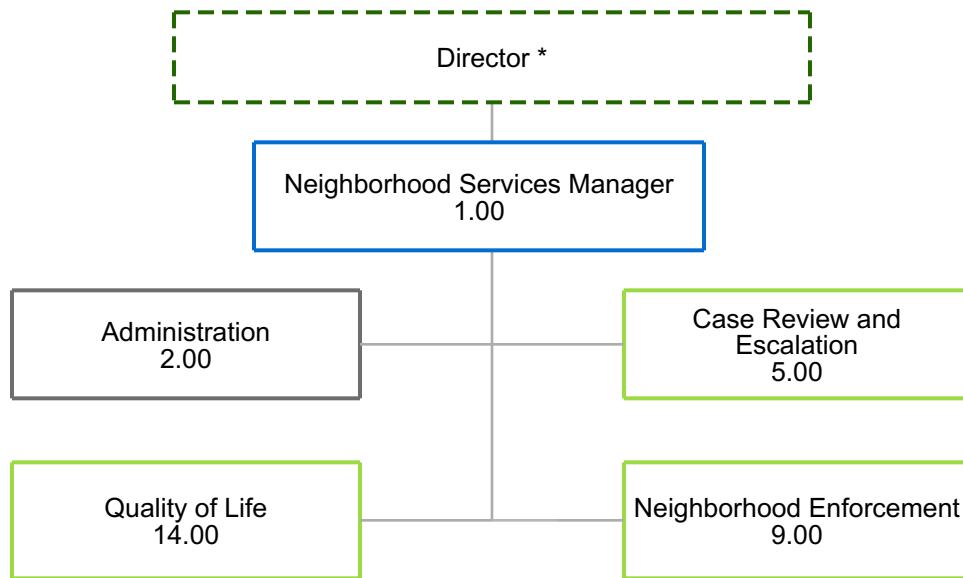 Director *
Neighborhood Services Manager
1.00
Administration
2.00
Case Review and
Escalation
5.00
Quality of Life
14.00
Neighborhood Enforcement
9.00